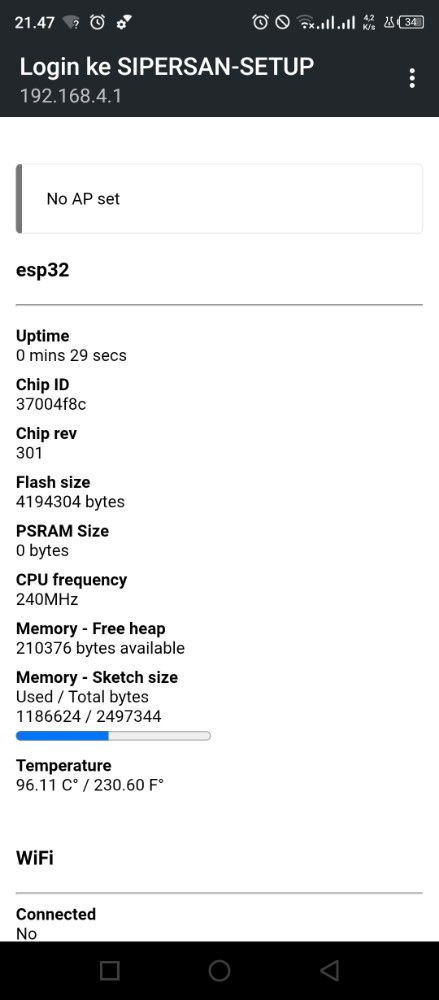 21.47
4,2
K/s
34
Login ke SIPERSAN-SETUP
192.168.4.1
No AP set
esp32
Uptime
0 mins 29 secs
Chip ID
37004f8c
Chip rev
301
Flash size
4194304 bytes
PSRAM Size
0 bytes
CPU frequency
240MHz
Memory - Free heap
210376 bytes available
Memory - Sketch size
Used / Total bytes
1186624 / 2497344
Temperature
96.11 C° / 230.60 F°
WiFi
Connected
No